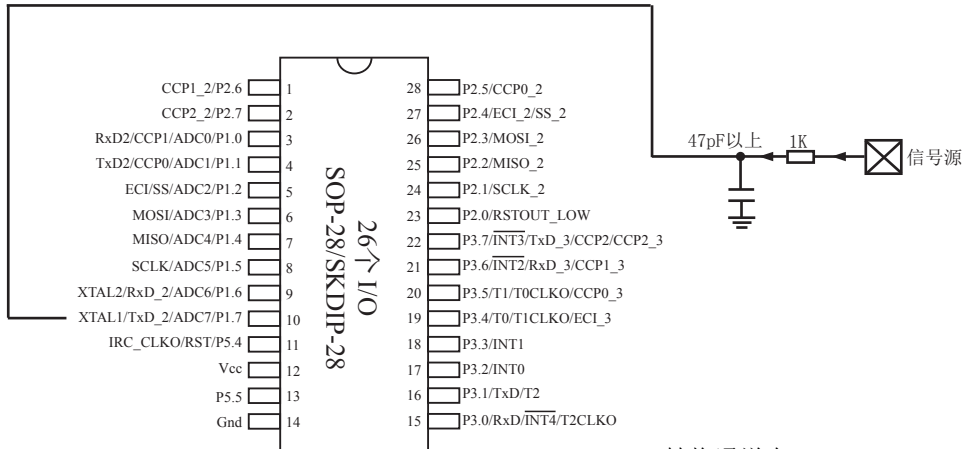 CCP1_2/P2.6
CCP2_2/P2.7
RxD2/CCP1/ADC0/P1.0
TxD2/CCP0/ADC1/P1.1
ECI/SS/ADC2/P1.2
MOSI/ADC3/P1.3
MISO/ADC4/P1.4
SCLK/ADC5/P1.5
XTAL2/RxD_2/ADC6/P1.6
XTAL1/TxD_2/ADC7/P1.7
IRC_CLKO/RST/P5.4
Vcc
P5.5
Gnd
1
2
3
4
5
6
7
8
9
10
11
12
13
14
26个 I/O
SOP-28/SKDIP-28
28
27
26
25
24
23
22
21
20
19
18
17
16
15
P2.5/CCP0_2
P2.4/ECI_2/SS_2
P2.3/MOSI_2
P2.2/MISO_2
P2.1/SCLK_2
P2.0/RSTOUT_LOW
P3.7/INT3/TxD_3/CCP2/CCP2_3
P3.6/INT2/RxD_3/CCP1_3
P3.5/T1/T0CLKO/CCP0_3
P3.4/T0/T1CLKO/ECI_3
P3.3/INT1
P3.2/INT0
P3.1/TxD/T2
P3.0/RxD/INT4/T2CLKO
47pF以上
1K
信号源